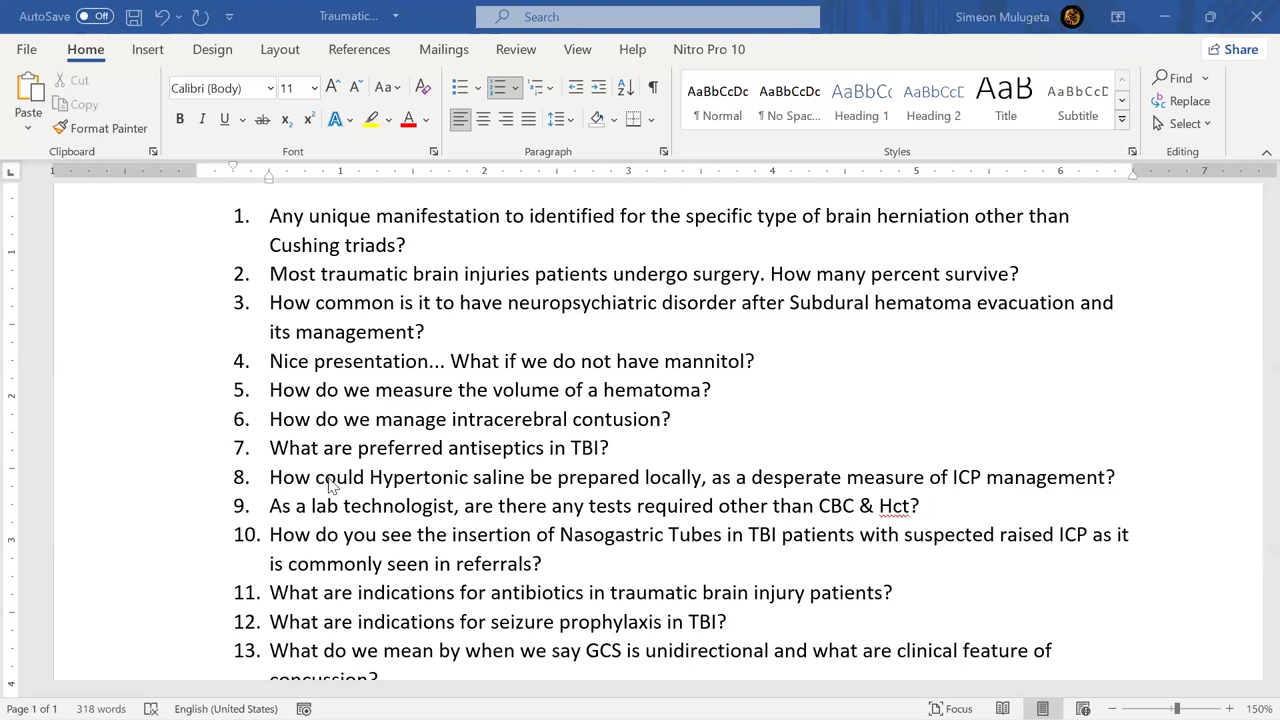 AutoSave Off Traumatic... Search Simeon Mulugeta
File Home Insert Design Layout References Mailings Review View Help Nitro Pro 10 Share
Paste
Cut
Copy
Format Painter
Clipboard
Calibri (Body) 11
Font
Paragraph
AaBbCcDc AaBbCcDc AaBbCc AaBbCcD AaB AaBbCcD
¶ Normal ¶ No Spac... Heading 1 Heading 2 Title Subtitle
Styles
Find
Replace
Select
Editing
1 1 2 3 4 5 6 7
1. Any unique manifestation to identified for the specific type of brain herniation other than
Cushing triads?
2. Most traumatic brain injuries patients undergo surgery. How many percent survive?
3. How common is it to have neuropsychiatric disorder after Subdural hematoma evacuation and
its management?
4. Nice presentation... What if we do not have mannitol?
5. How do we measure the volume of a hematoma?
6. How do we manage intracerebral contusion?
7. What are preferred antiseptics in TBI?
8. How could Hypertonic saline be prepared locally, as a desperate measure of ICP management?
9. As a lab technologist, are there any tests required other than CBC & Hct?
10. How do you see the insertion of Nasogastric Tubes in TBI patients with suspected raised ICP as it
is commonly seen in referrals?
11. What are indications for antibiotics in traumatic brain injury patients?
12. What are indications for seizure prophylaxis in TBI?
13. What do we mean by when we say GCS is unidirectional and what are clinical feature of
concussion?
Page 1 of 1 318 words English (United States) Focus 150%